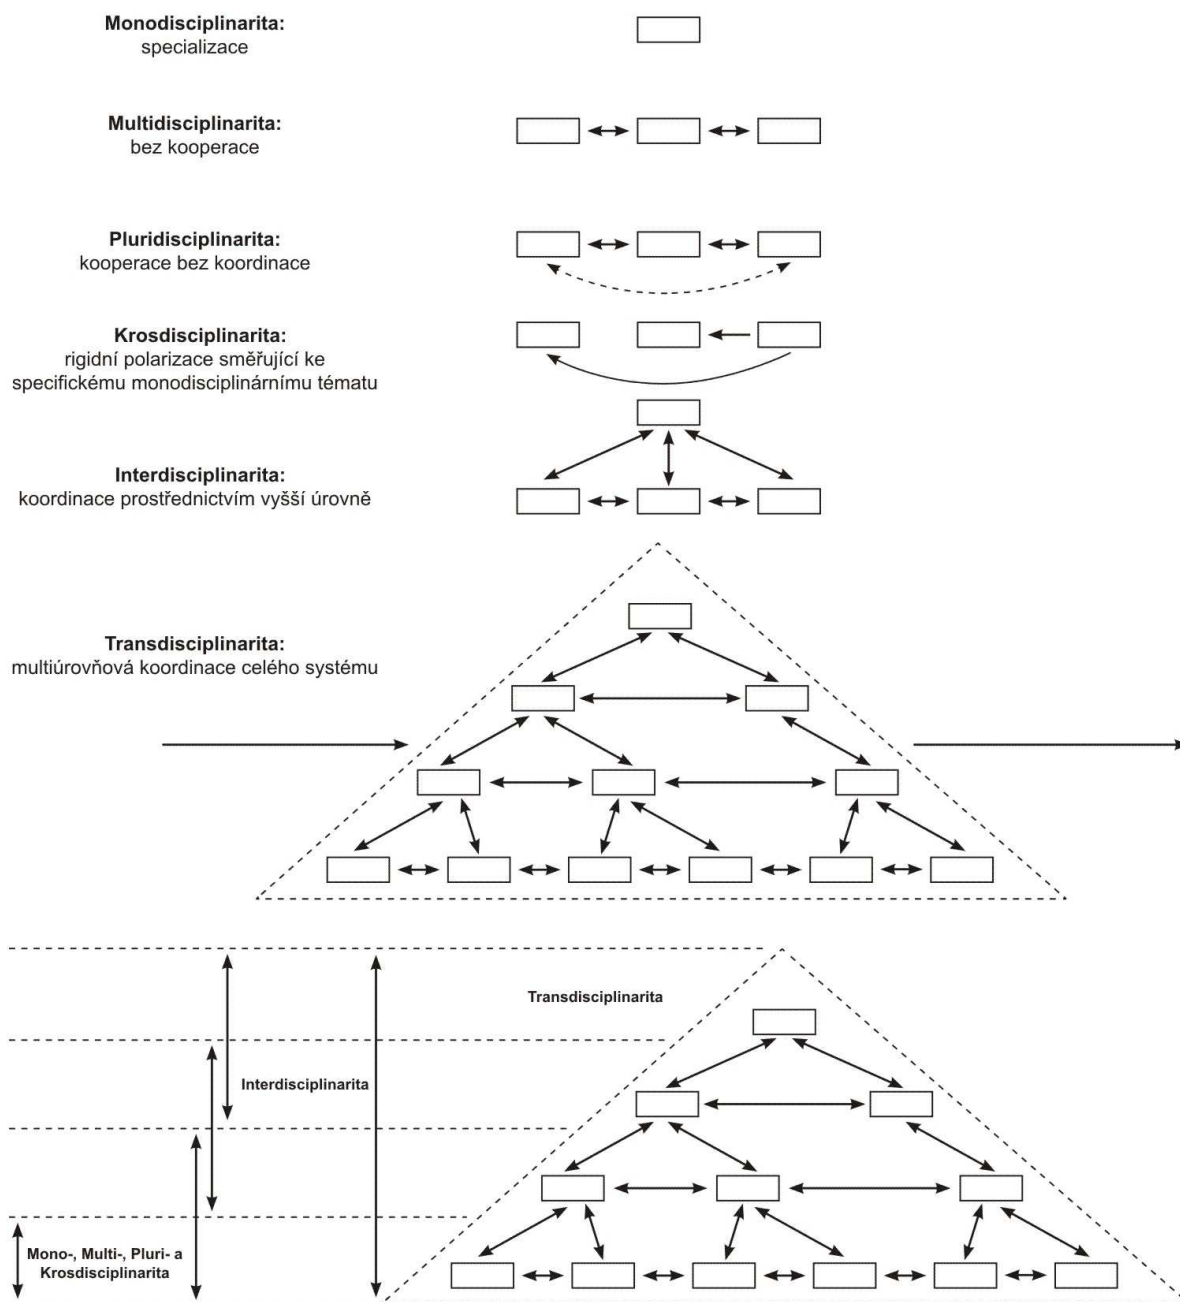 Monodisciplinarita:
specializace
Multidisciplinarita:
bez kooperace
Pluridisciplinarita:
kooperace bez koordinace
Krosdisciplinarita:
rigidní polarizace směřující ke
specifickému monodisciplinárnímu tématu
Interdisciplinarita:
koordinace prostřednictvím vyšší úrovně
Transdisciplinarita:
multiúrovňová koordinace celého systému
Transdisciplinarita
Interdisciplinarita
Mono-, Multi-, Pluri- a
Krosdisciplinarita